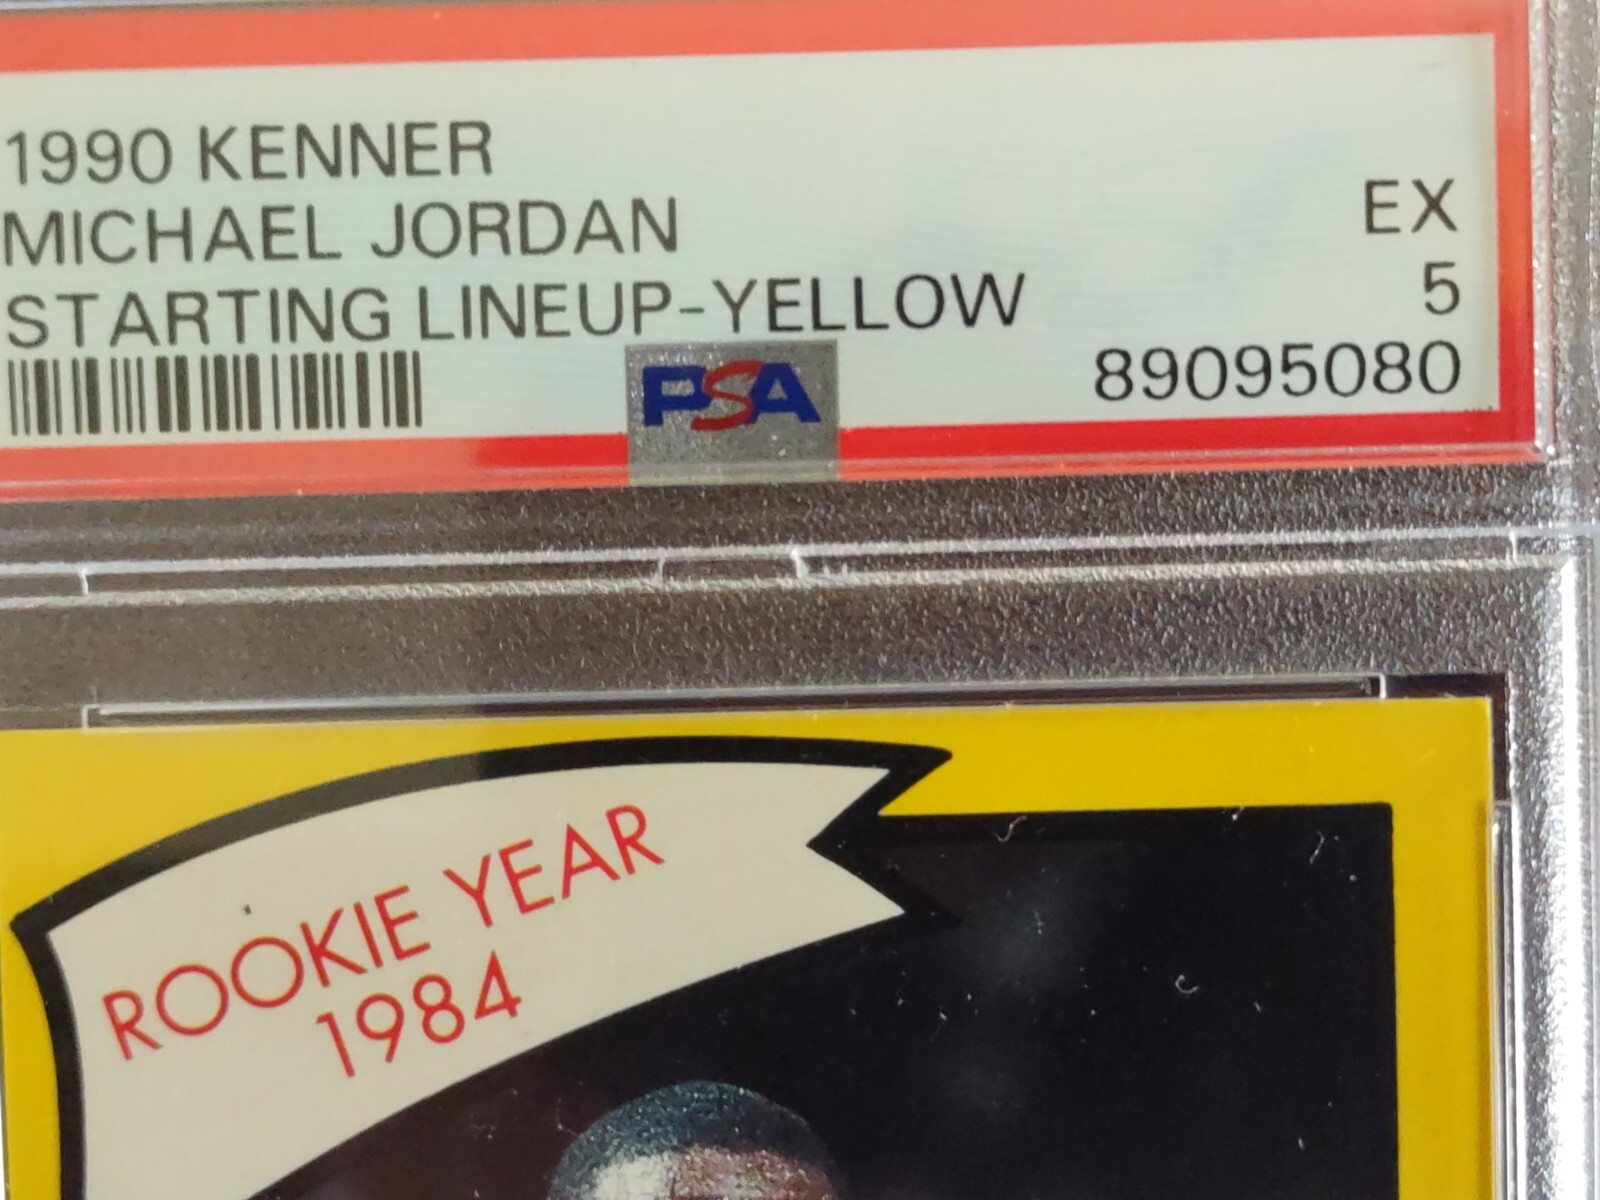 1990 KENNER
MICHAEL JORDAN
EX
STARTING LINEUP-YELLOW
5
PSA
89095080
ROOKIE YEAR
1984